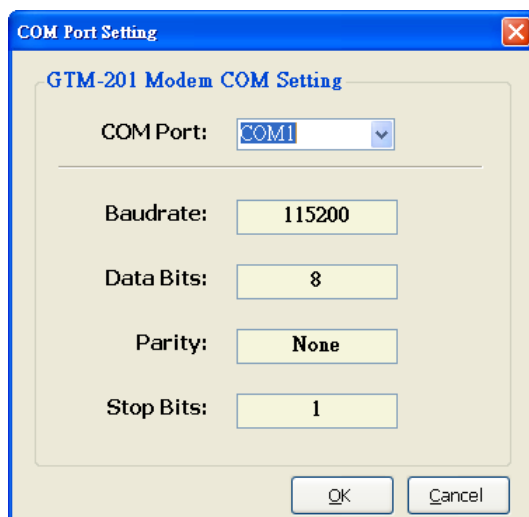 COM Port Setting
GTM-201 Modem COM Setting
COM Port: COM1
Baudrate: 115200
Data Bits: 8
Parity: None
Stop Bits: 1
OK Cancel